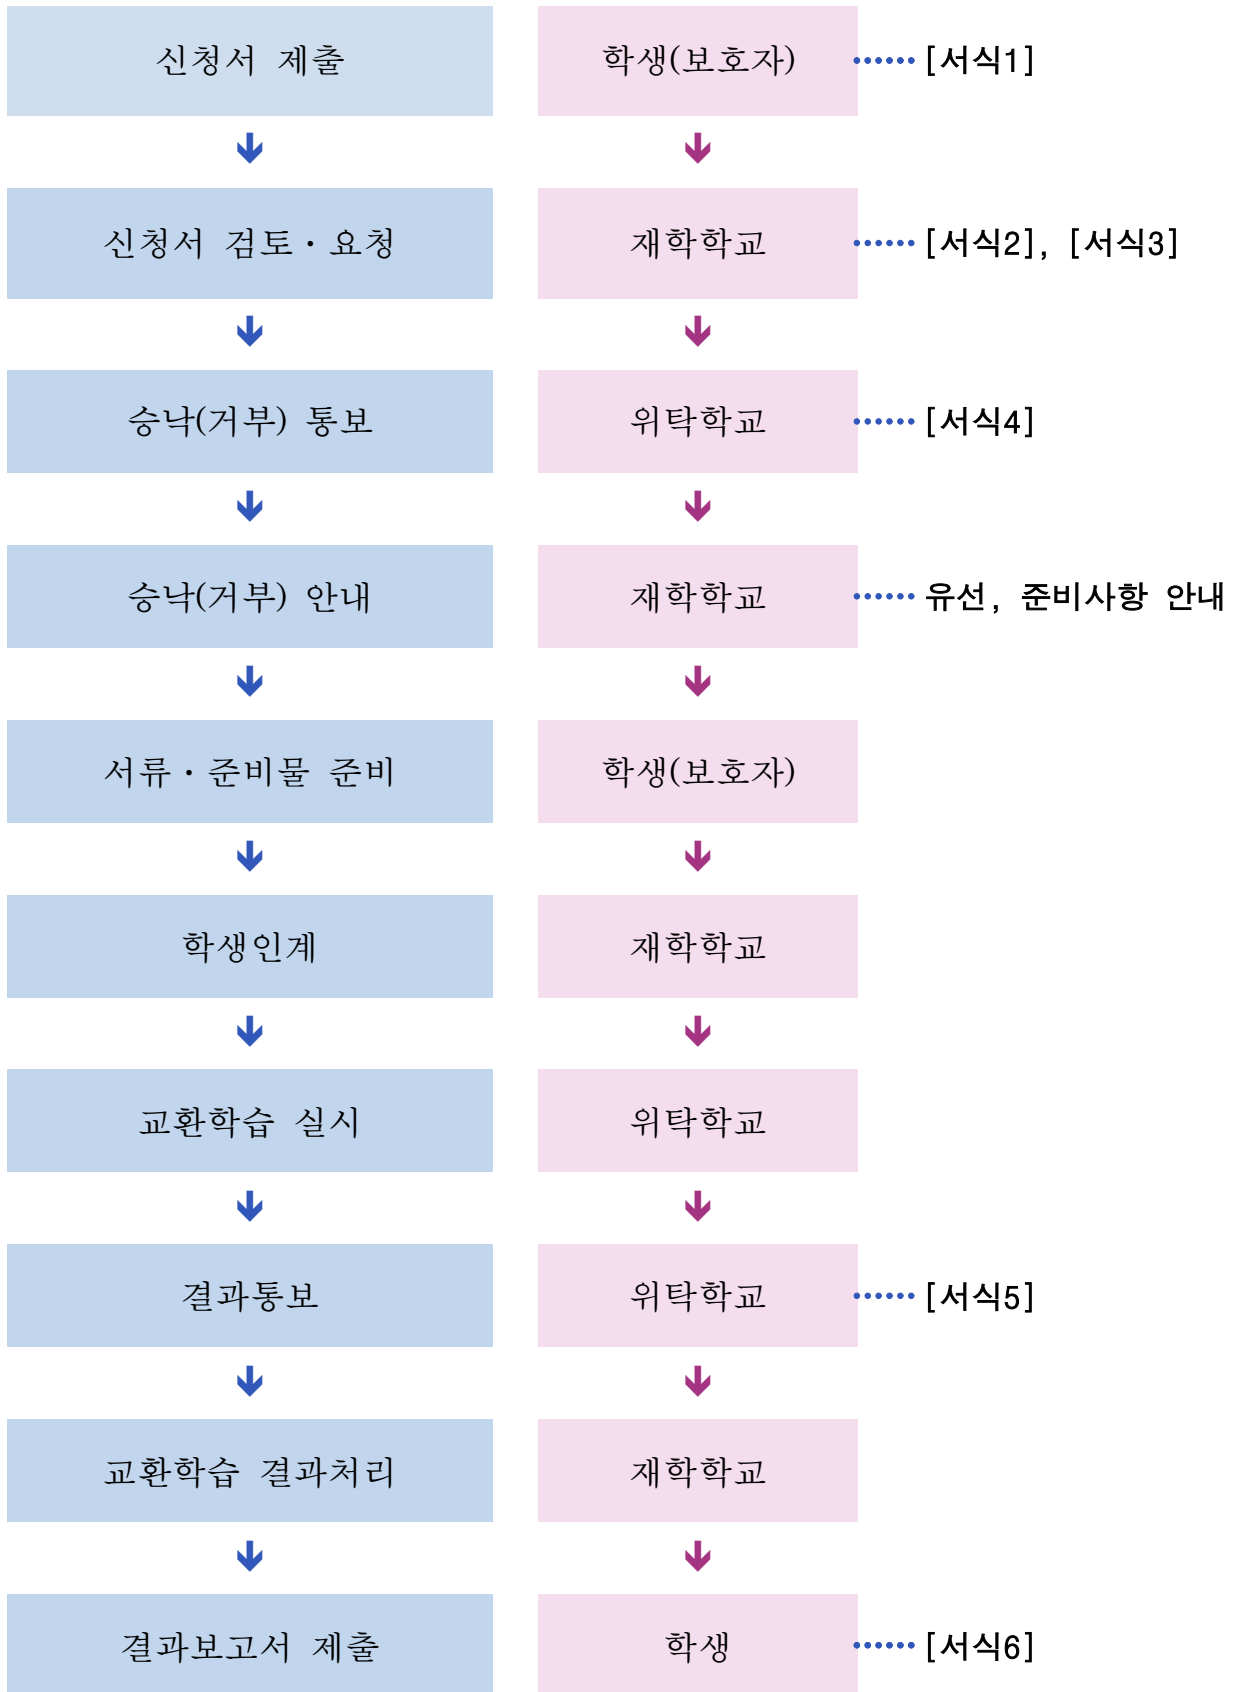 신청서 제출 학생(보호자) [서식1]
신청서 검토·요청 재학학교 [서식2], [서식3]
승낙(거부) 통보 위탁학교 [서식4]
승낙(거부) 안내 재학학교 유선, 준비사항 안내
서류·준비물 준비 학생(보호자)
학생인계 재학학교
교환학습 실시 위탁학교
결과통보 위탁학교 [서식5]
교환학습 결과처리 재학학교
결과보고서 제출 학생 [서식6]